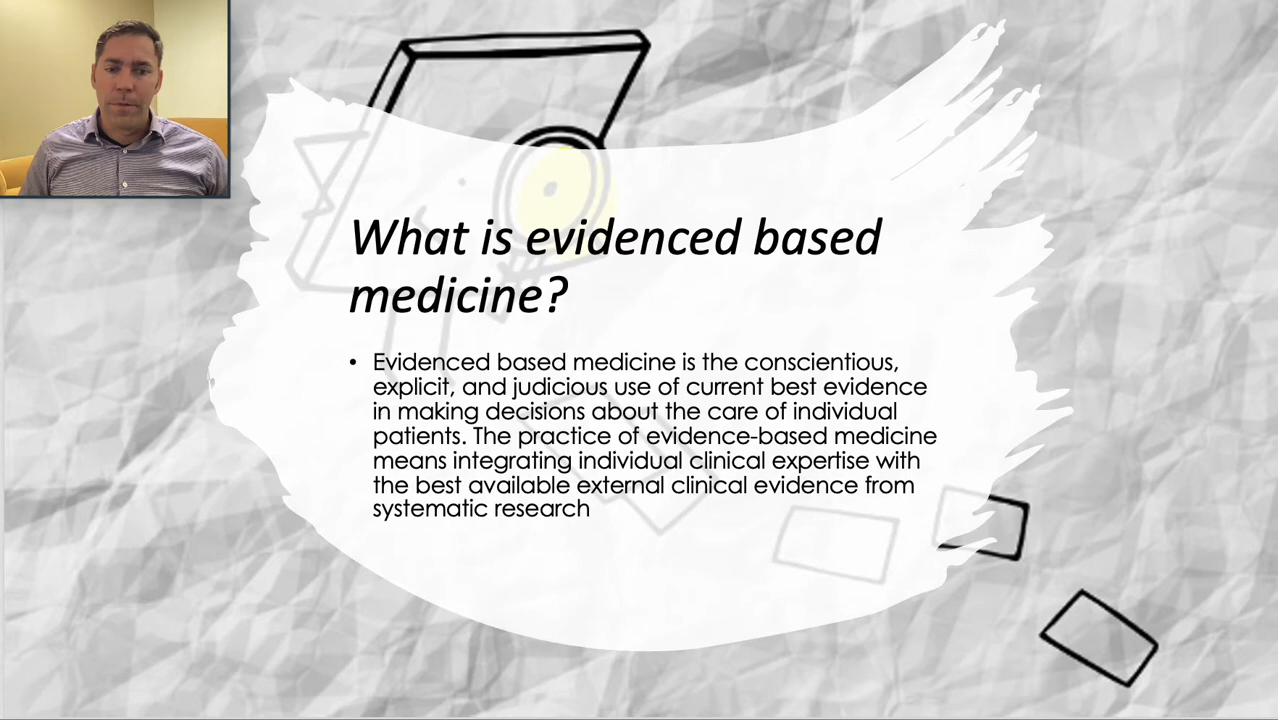 What is evidenced based
medicine?
• Evidenced based medicine is the conscientious,
explicit, and judicious use of current best evidence
in making decisions about the care of individual
patients. The practice of evidence-based medicine
means integrating individual clinical expertise with
the best available external clinical evidence from
systematic research